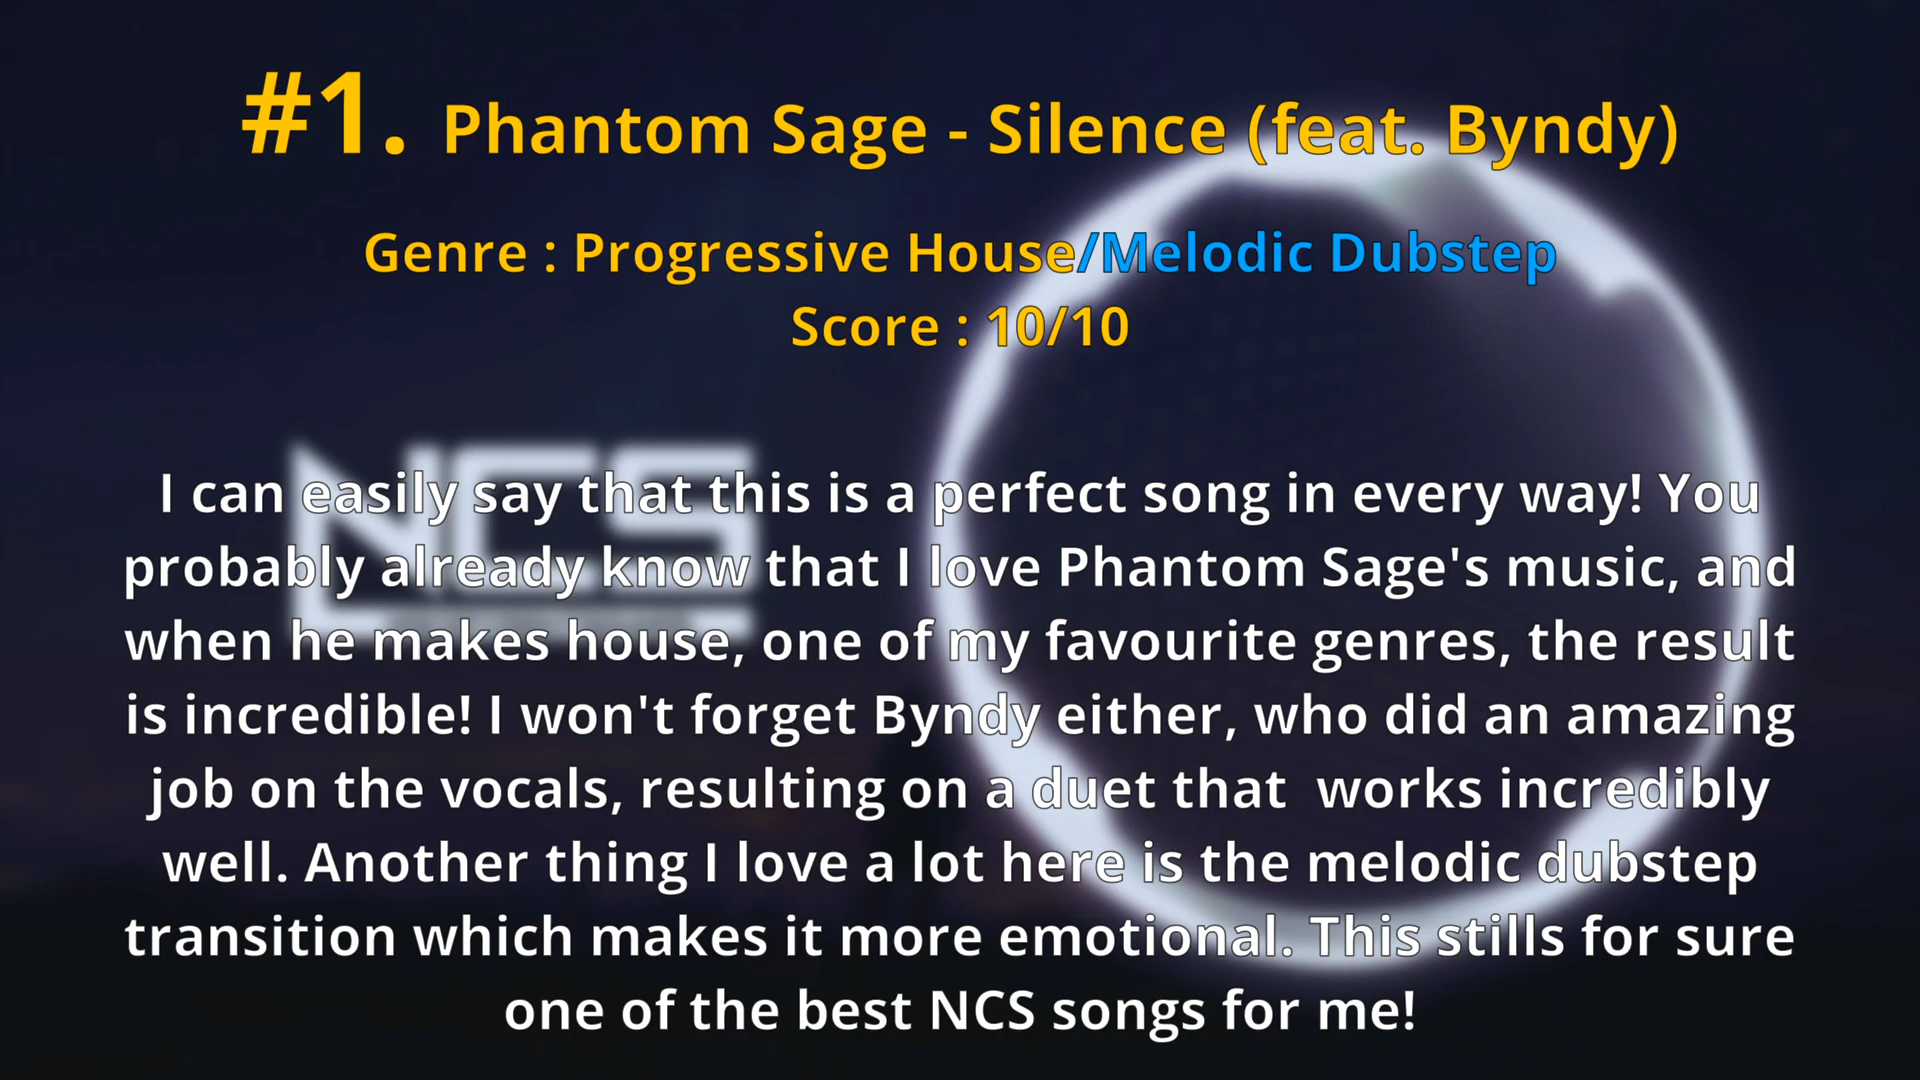 #1. Phantom Sage - Silence (feat. Byndy)
Genre : Progressive House/Melodic Dubstep
Score : 10/10
NCS
I can easily say that this is a perfect song in every way! You
probably already know that I love Phantom Sage's music, and
when he makes house, one of my favourite genres, the result
is incredible! I won't forget Byndy either, who did an amazing
job on the vocals, resulting on a duet that  works incredibly
well. Another thing I love a lot here is the melodic dubstep
transition which makes it more emotional. This stills for sure
one of the best NCS songs for me!